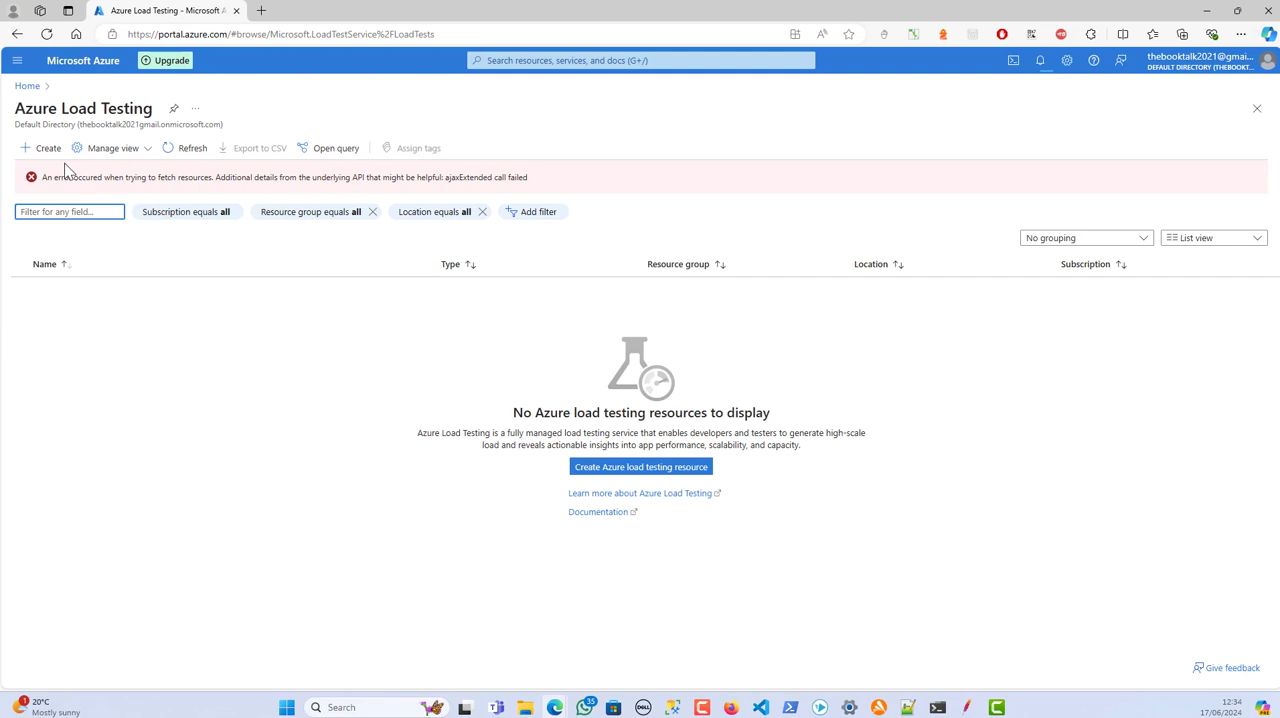 Azure Load Testing - Microsoft A
https://portal.azure.com/#browse/Microsoft.LoadTestService%2FLoadTests
Microsoft Azure
Upgrade
Search resources, services, and docs (G+/)
thebooktalk2021@gmai...
DEFAULT DIRECTORY (THEBOOKT...
Home
Azure Load Testing
Default Directory (thebooktalk2021gmail.onmicrosoft.com)
Create Manage view Refresh Export to CSV Open query Assign tags
An error occured when trying to fetch resources. Additional details from the underlying API that might be helpful: ajaxExtended call failed
Filter for any field... Subscription equals all Resource group equals all Location equals all Add filter
No grouping List view
Name Type Resource group Location Subscription
No Azure load testing resources to display
Azure Load Testing is a fully managed load testing service that enables developers and testers to generate high-scale
load and reveals actionable insights into app performance, scalability, and capacity.
Create Azure load testing resource
Learn more about Azure Load Testing
Documentation
Give feedback
1
20°C
Mostly sunny
Search
35
DELL
12:34
17/06/2024